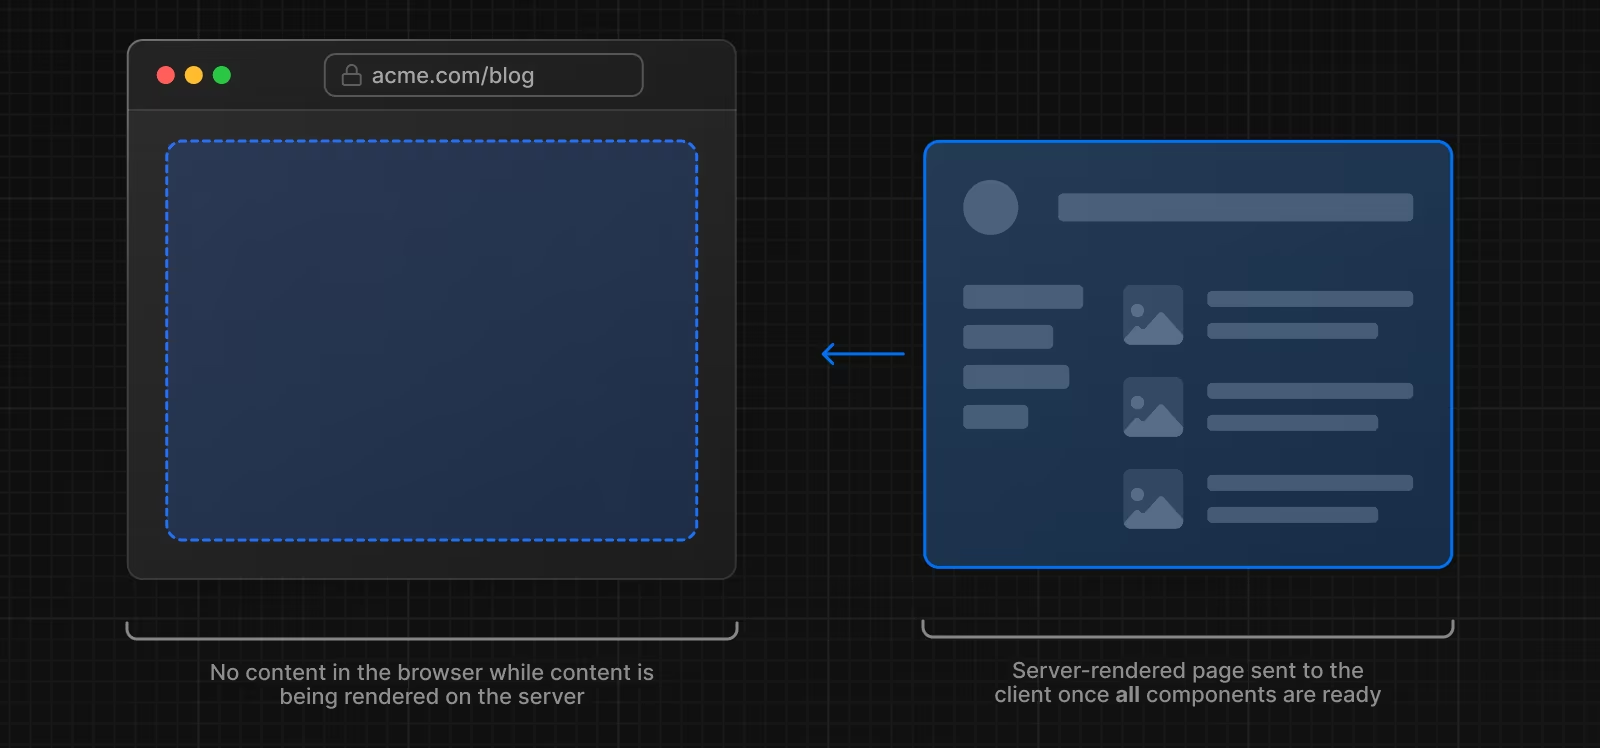 acme.com/blog
No content in the browser while content is
being rendered on the server
Server-rendered page sent to the
client once all components are ready